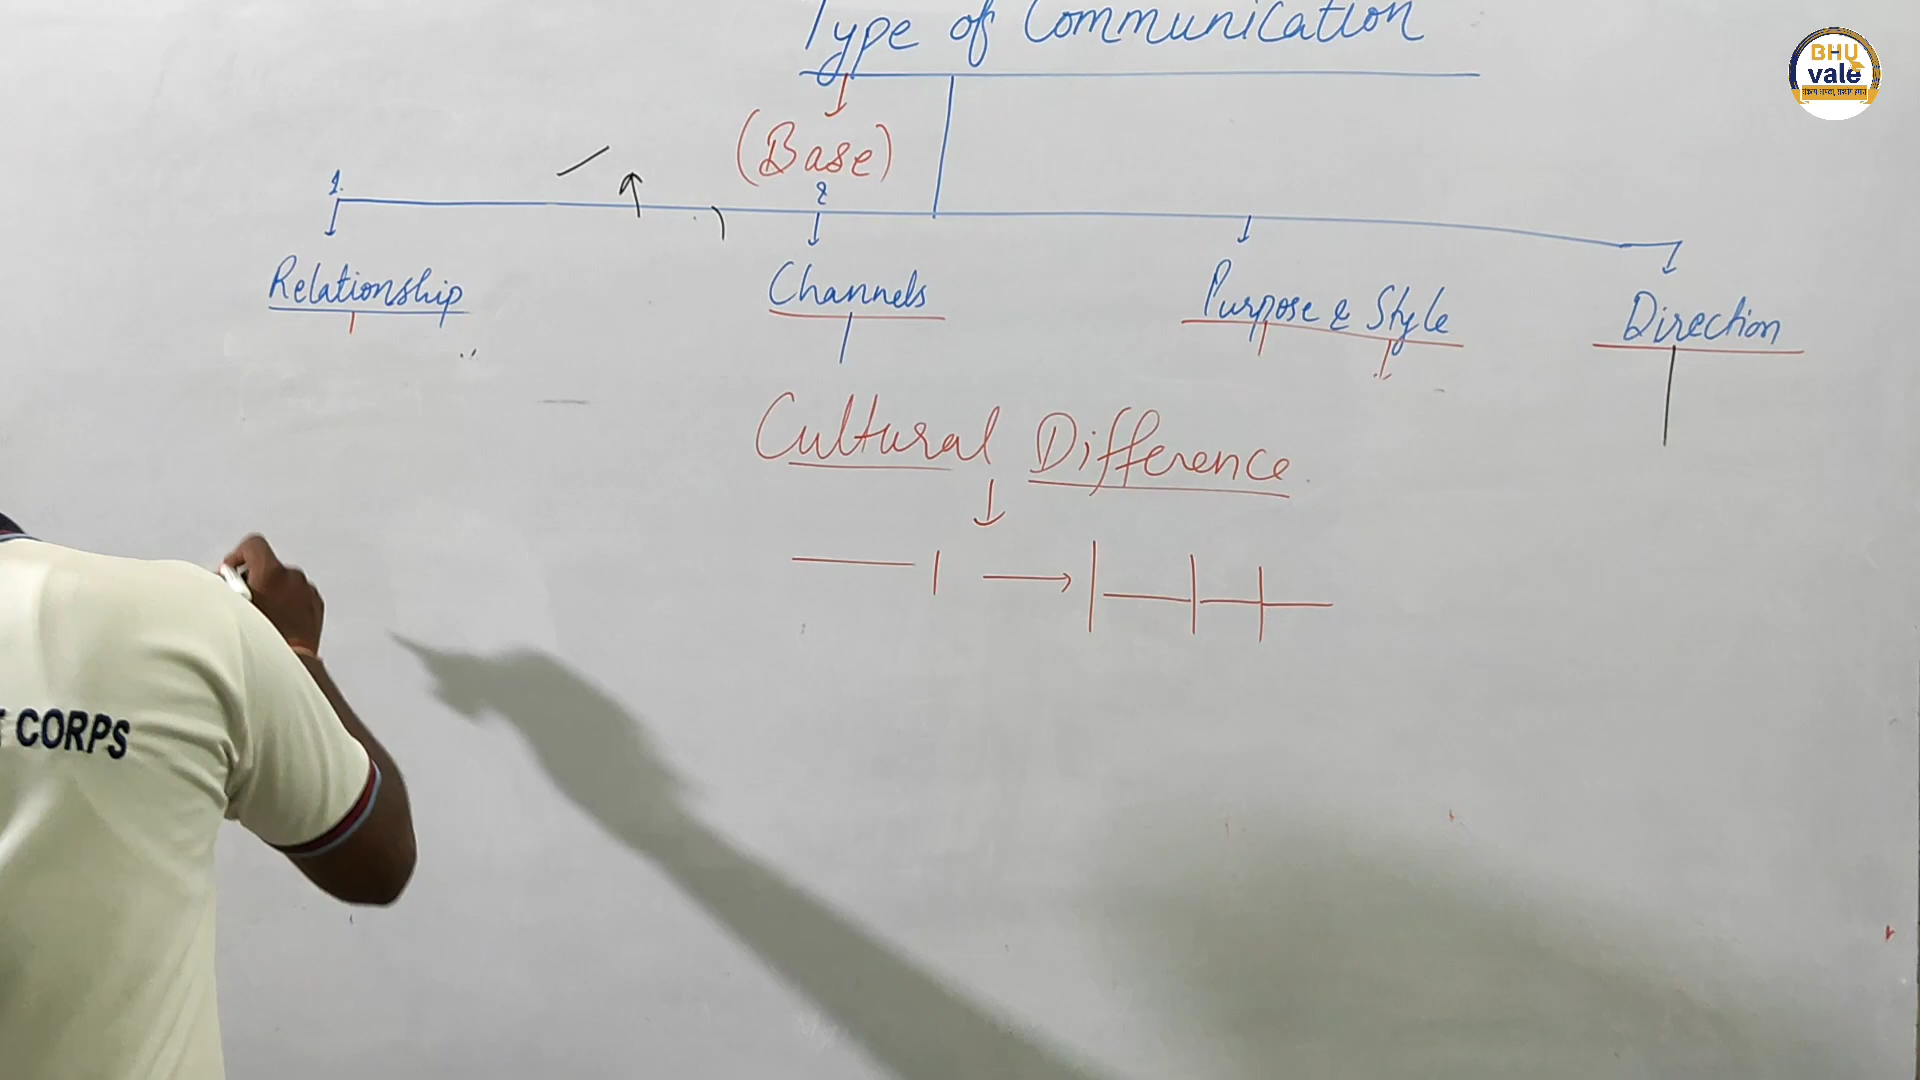 Type of Communication
BHU
vale
(Base)
1.
2
Relationship
Channels
Purpose & Style
Direction
Cultural Difference
CORPS